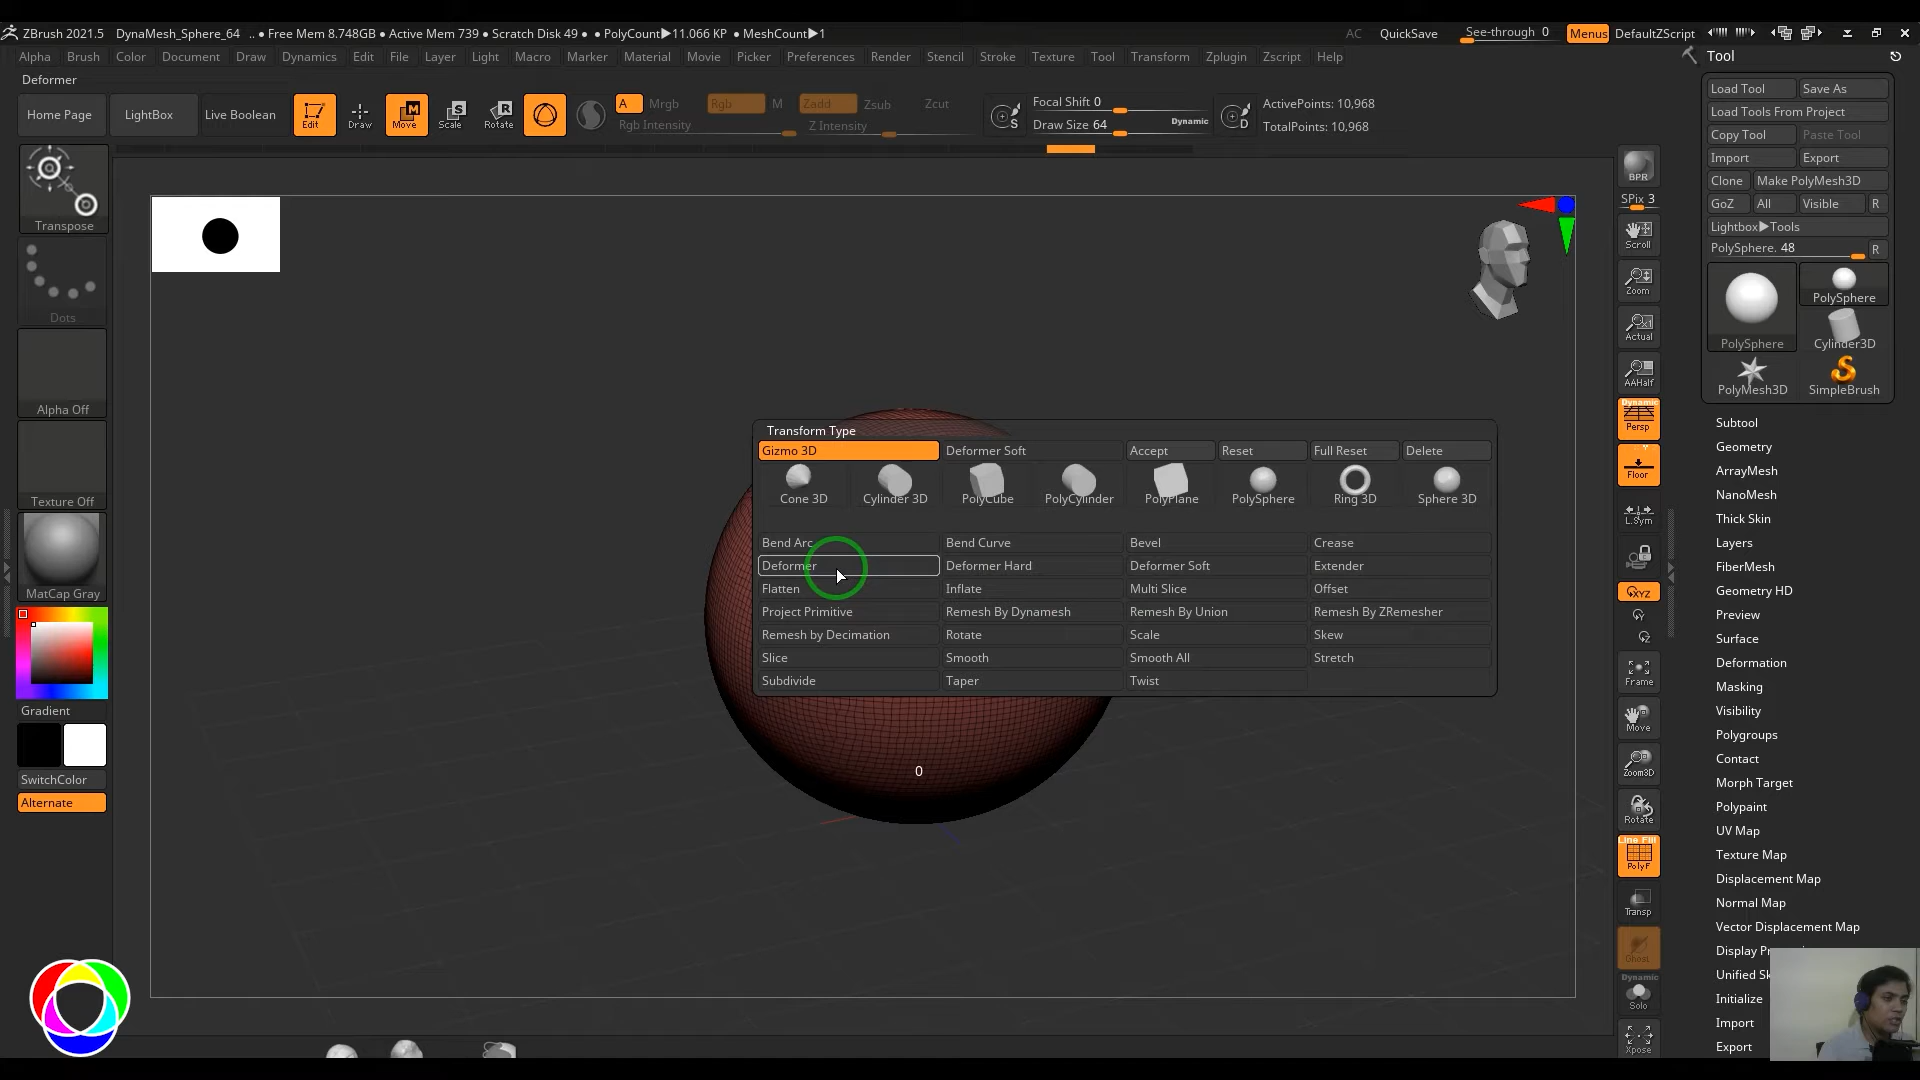 ZBrush 2021.5 DynaMesh_Sphere_64 .. ● Free Mem 8.748GB ● Active Mem 739 ● Scratch Disk 49 ● ● PolyCount▶11.066 KP ● MeshCount▶1 AC QuickSave See-through 0 Menus DefaultZScript
Alpha Brush Color Document Draw Dynamics Edit File Layer Light Macro Marker Material Movie Picker Preferences Render Stencil Stroke Texture Tool Transform Zplugin Zscript Help
Tool
Deformer
Home Page LightBox Live Boolean Edit Draw Move Scale Rotate
A Mrgb Rgb M Zadd Zsub Zcut
Rgb Intensity Z Intensity
S Focal Shift 0
Draw Size 64 Dynamic D
ActivePoints: 10,968
TotalPoints: 10,968
Transpose
Dots
Alpha Off
Texture Off
MatCap Gray
Gradient
SwitchColor
Alternate
Transform Type
Gizmo 3D Deformer Soft Accept Reset Full Reset Delete
Cone 3D Cylinder 3D PolyCube PolyCylinder PolyPlane PolySphere Ring 3D Sphere 3D
Bend Arc Bend Curve Bevel Crease
Deformer Deformer Hard Deformer Soft Extender
Flatten Inflate Multi Slice Offset
Project Primitive Remesh By Dynamesh Remesh By Union Remesh By ZRemesher
Remesh by Decimation Rotate Scale Skew
Slice Smooth Smooth All Stretch
Subdivide Taper Twist
0
BPR
SPix 3
Scroll
Zoom
Actual
AAHalf
Dynamic
Persp
Floor
L.Sym
XYZ
Frame
Move
Zoom3D
Rotate
Line Fill
PolyF
Transp
Ghost
Dynamic
Solo
Xpose
Load Tool Save As
Load Tools From Project
Copy Tool Paste Tool
Import Export
Clone Make PolyMesh3D
GoZ All Visible R
Lightbox▶Tools
PolySphere. 48 R
PolySphere PolySphere
Cylinder3D
PolyMesh3D SimpleBrush
Subtool
Geometry
ArrayMesh
NanoMesh
Thick Skin
Layers
FiberMesh
Geometry HD
Preview
Surface
Deformation
Masking
Visibility
Polygroups
Contact
Morph Target
Polypaint
UV Map
Texture Map
Displacement Map
Normal Map
Vector Displacement Map
Display
Unified
Initialize
Import
Export